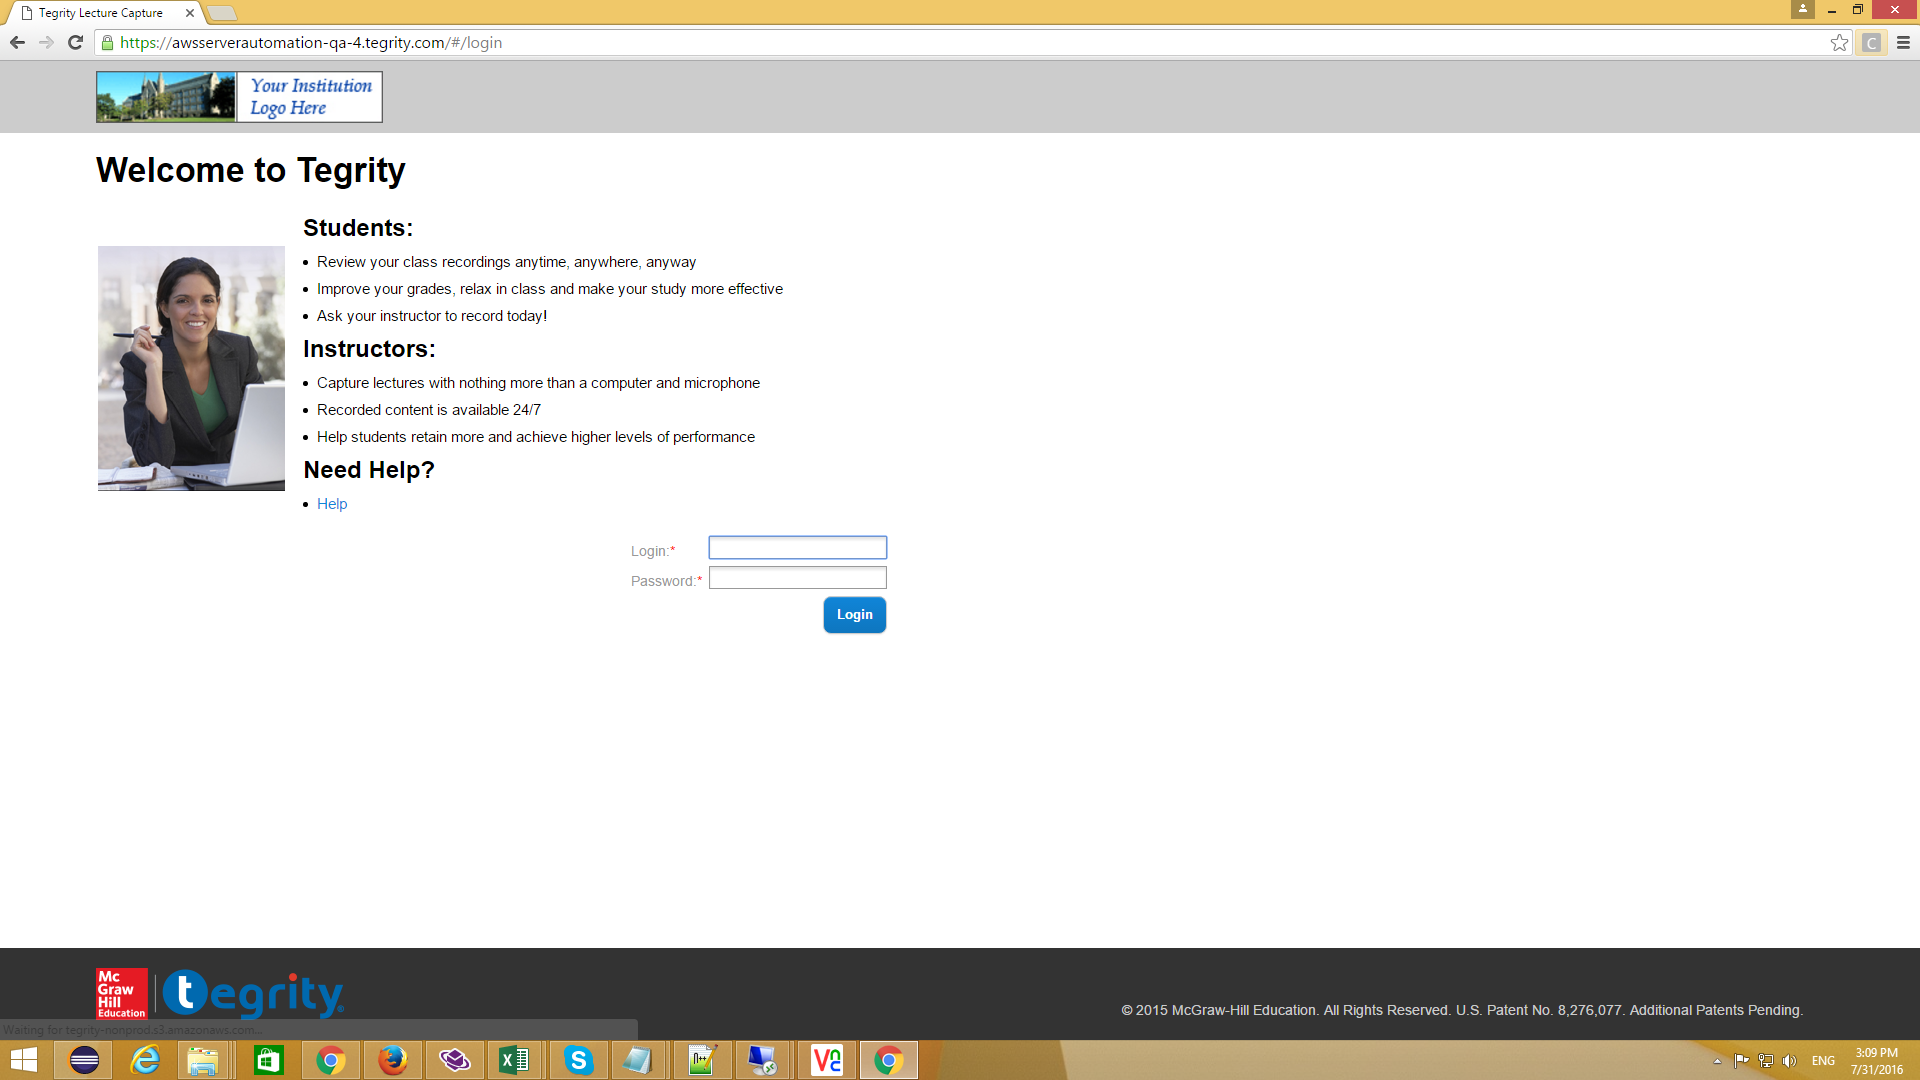 Tegrity Lecture Capture
https://awsserverautomation-qa-4.tegrity.com/#/login
C
Your Institution
Logo Here
Welcome to Tegrity
Students:
Review your class recordings anytime, anywhere, anyway
Improve your grades, relax in class and make your study more effective
Ask your instructor to record today!
Instructors:
Capture lectures with nothing more than a computer and microphone
Recorded content is available 24/7
Help students retain more and achieve higher levels of performance
Need Help?
Help
Login:*
Password:*
Login
Mc
Graw
Hill
Education
tegrity
© 2015 McGraw-Hill Education. All Rights Reserved. U.S. Patent No. 8,276,077. Additional Patents Pending.
Waiting for tegrity-nonprod.s3.amazonaws.com...
ENG
3:09 PM
7/31/2016